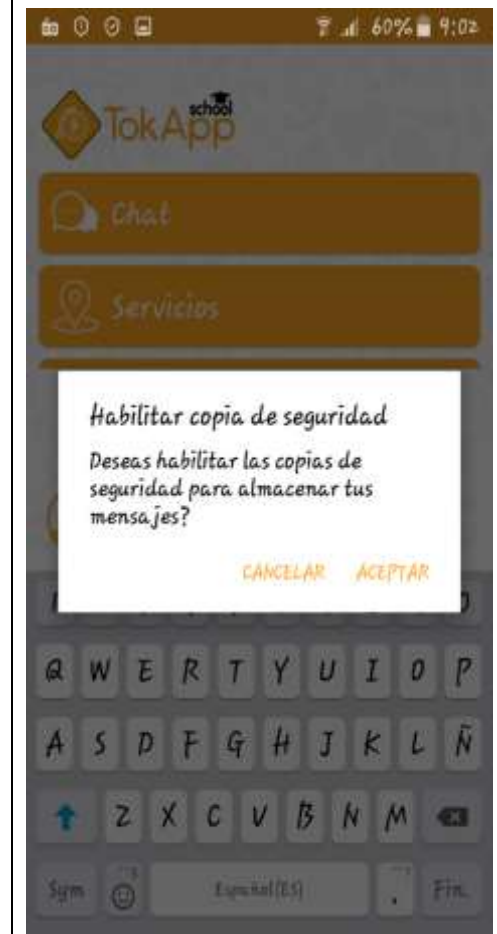 60% 9:02
school
TokApp
Chat
Servicios
Habilitar copia de seguridad
Deseas habilitar las copias de
seguridad para almacenar tus
mensajes?
CANCELAR ACEPTAR
Q W E R T Y U I O P
A S D F G H J K L Ñ
Z X C V B N M
Sym Español(ES) . Fin.